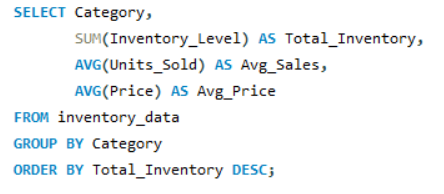 SELECT Category,
SUM(Inventory_Level) AS Total_Inventory,
AVG(Units_Sold) AS Avg_Sales,
AVG(Price) AS Avg_Price
FROM inventory_data
GROUP BY Category
ORDER BY Total_Inventory DESC;